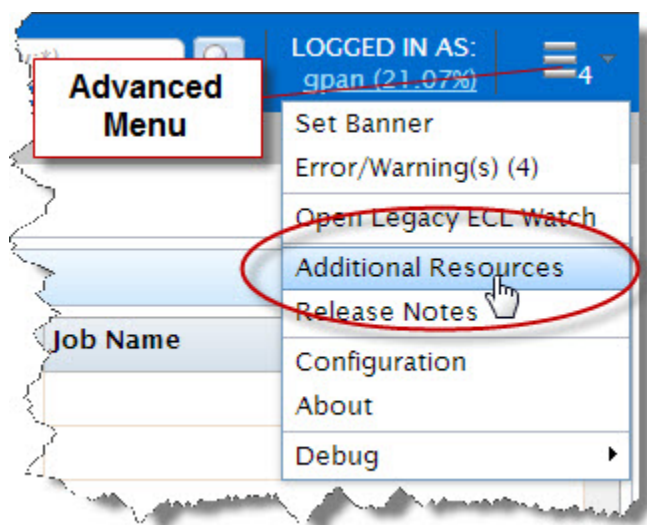 LOGGED IN AS:
gpan (21.07%)
4
Advanced
Menu
Set Banner
Error/Warning(s) (4)
Open Legacy ECL Watch
Additional Resources
Release Notes
Job Name
Configuration
About
Debug